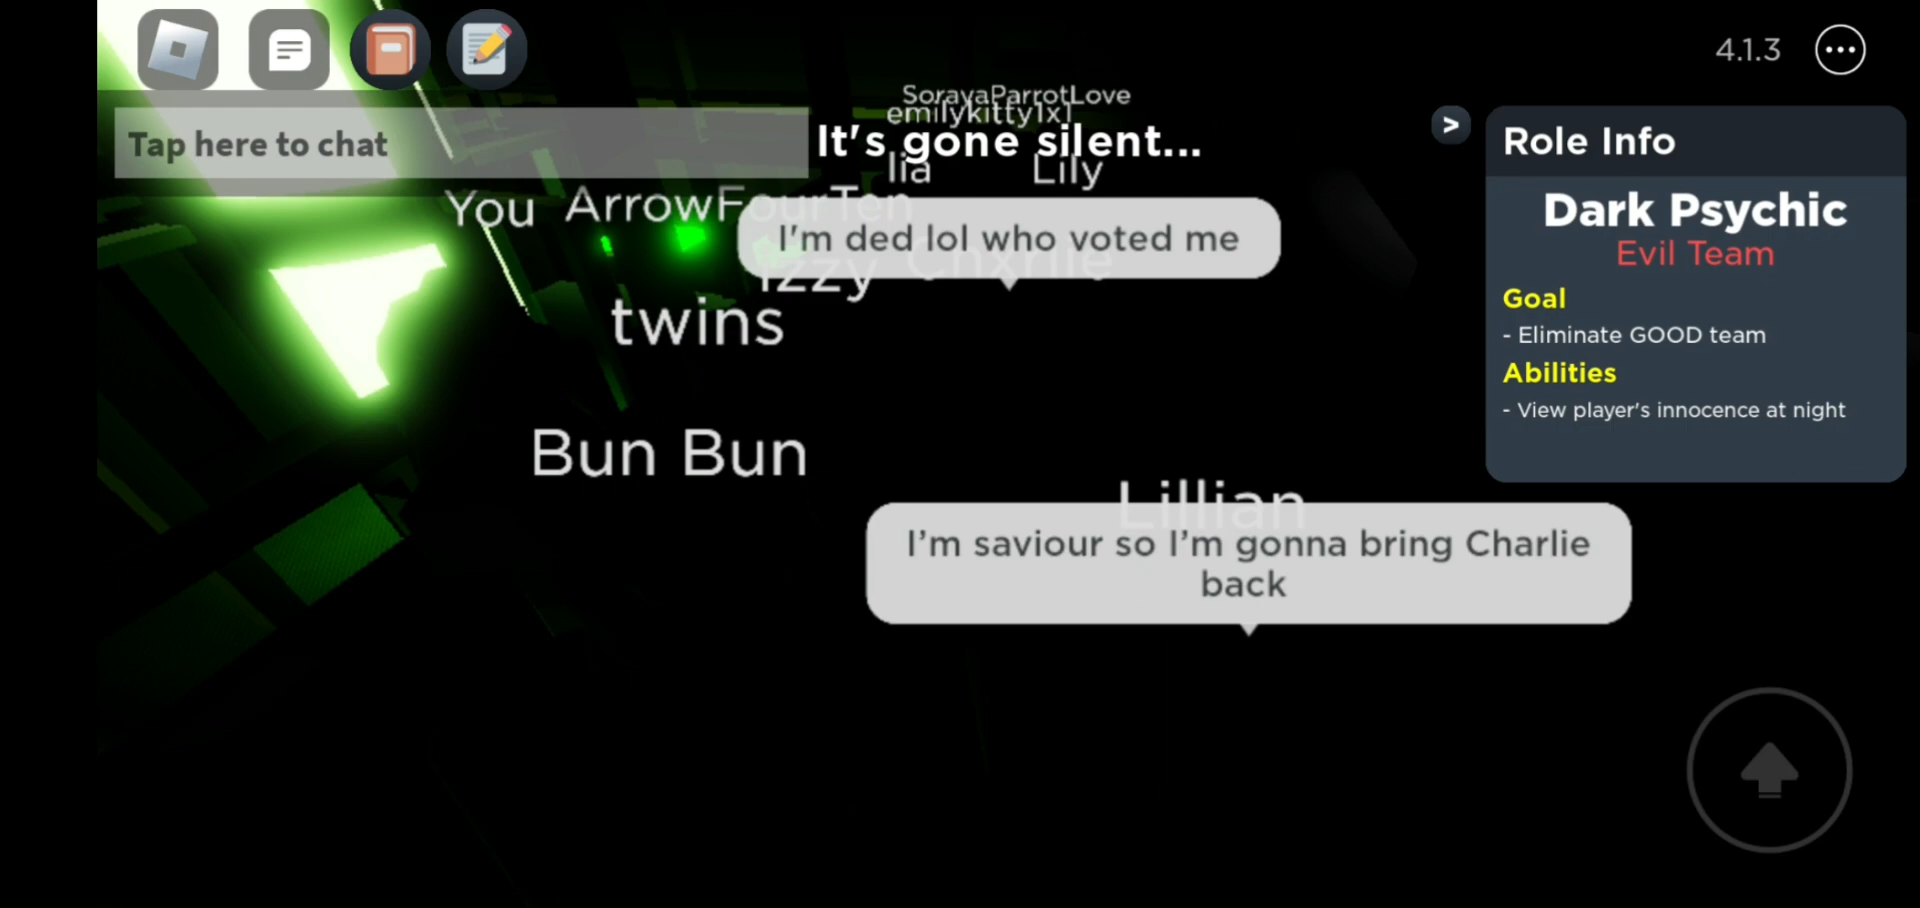 4.1.3
SorayaParrotLove
emilykitty1x1
Tap here to chat
It's gone silent...
lia
Lily
You
ArrowFourTen
I'm ded lol who voted me
Izzy
Charlie
twins
Bun Bun
Lillian
I'm saviour so I'm gonna bring Charlie
back
>
Role Info
Dark Psychic
Evil Team
Goal
- Eliminate GOOD team
Abilities
- View player's innocence at night